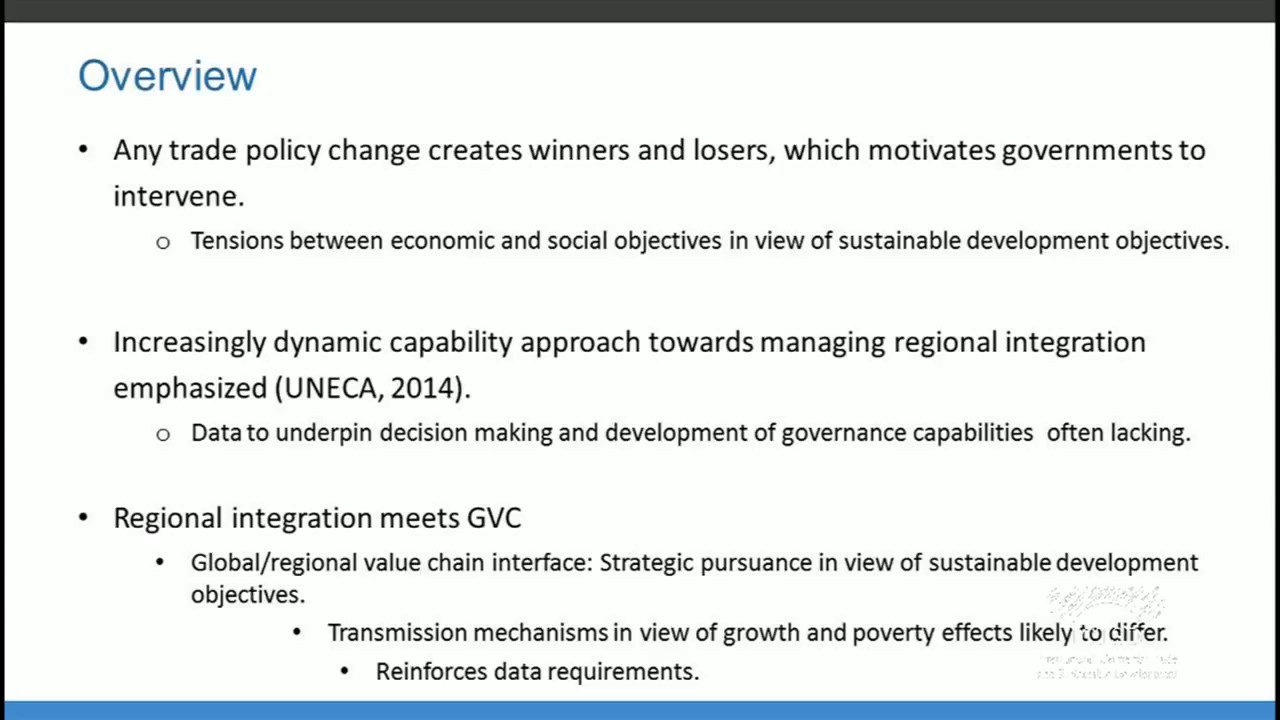 Overview
• Any trade policy change creates winners and losers, which motivates governments to
intervene.
o Tensions between economic and social objectives in view of sustainable development objectives.
• Increasingly dynamic capability approach towards managing regional integration
emphasized (UNECA, 2014).
o Data to underpin decision making and development of governance capabilities often lacking.
• Regional integration meets GVC
• Global/regional value chain interface: Strategic pursuance in view of sustainable development
objectives.
• Transmission mechanisms in view of growth and poverty effects likely to differ.
• Reinforces data requirements.